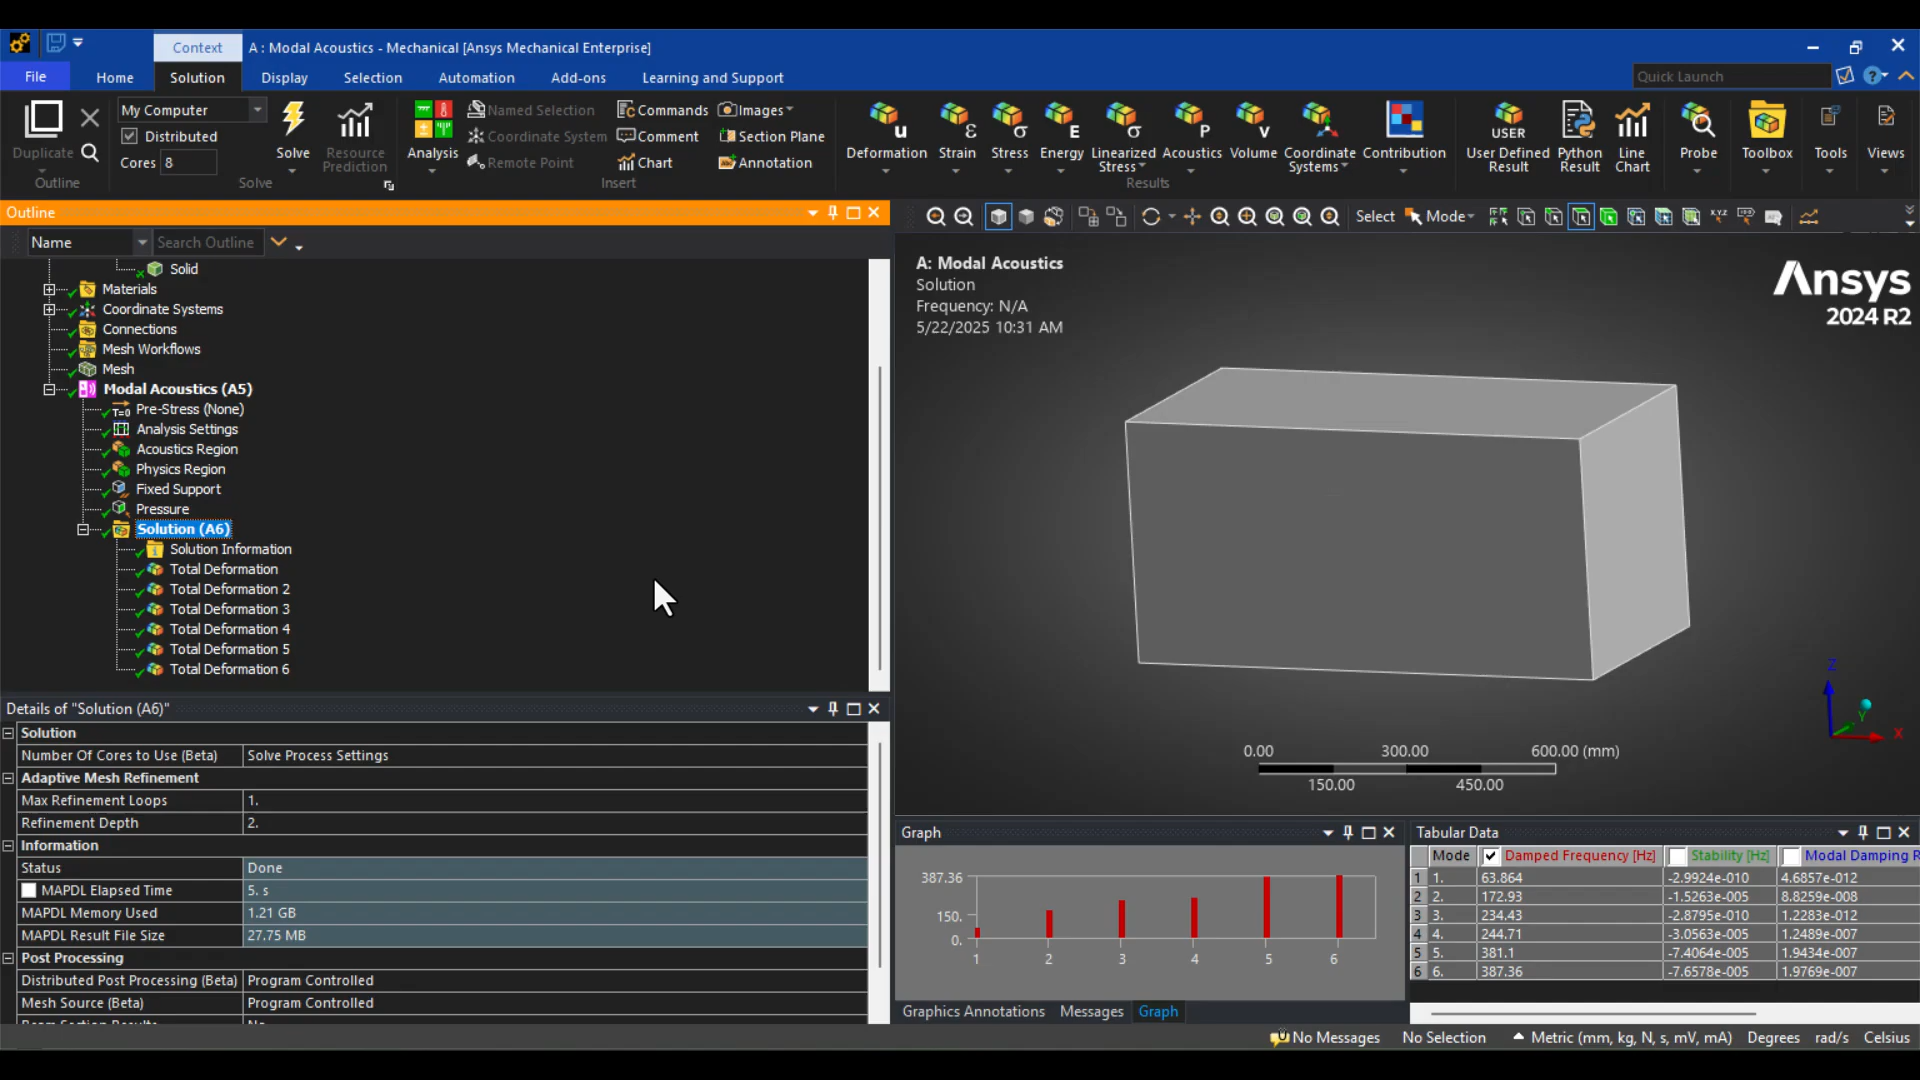 Context
A : Modal Acoustics - Mechanical [Ansys Mechanical Enterprise]
File Home Solution Display Selection Automation Add-ons Learning and Support
Quick Launch
Duplicate
Outline
My Computer
Distributed
Cores 8
Solve
Resource Prediction
Solve
Analysis
Named Selection
Coordinate System
Remote Point
Commands
Comment
Chart
Images
Section Plane
Annotation
Insert
u ε σ E σ P v
Deformation Strain Stress Energy Linearized Stress Acoustics Volume Coordinate Systems Contribution
Results
USER
User Defined Result
Python Result
Line Chart
Probe
Toolbox
Tools
Views
Outline
Name
Search Outline
Select
Mode
Solid
Materials
Coordinate Systems
Connections
Mesh Workflows
Mesh
Modal Acoustics (A5)
T=0 Pre-Stress (None)
Analysis Settings
Acoustics Region
Physics Region
Fixed Support
Pressure
Solution (A6)
Solution Information
Total Deformation
Total Deformation 2
Total Deformation 3
Total Deformation 4
Total Deformation 5
Total Deformation 6
Details of "Solution (A6)"
Solution
Number Of Cores to Use (Beta) Solve Process Settings
Adaptive Mesh Refinement
Max Refinement Loops 1.
Refinement Depth 2.
Information
Status Done
MAPDL Elapsed Time 5. s
MAPDL Memory Used 1.21 GB
MAPDL Result File Size 27.75 MB
Post Processing
Distributed Post Processing (Beta) Program Controlled
Mesh Source (Beta) Program Controlled
A: Modal Acoustics
Solution
Frequency: N/A
5/22/2025 10:31 AM
Ansys
2024 R2
Z
Y
X
0.00 300.00 600.00 (mm)
150.00 450.00
Graph
387.36
150.
0.
1 2 3 4 5 6
Graphics Annotations Messages Graph
Tabular Data
Mode Damped Frequency [Hz] Stability [Hz] Modal Damping R
1 1. 63.864 -2.9924e-010 4.6857e-012
2 2. 172.93 -1.5263e-005 8.8259e-008
3 3. 234.43 -2.8795e-010 1.2283e-012
4 4. 244.71 -3.0563e-005 1.2489e-007
5 5. 381.1 -7.4064e-005 1.9434e-007
6 6. 387.36 -7.6578e-005 1.9769e-007
No Messages No Selection Metric (mm, kg, N, s, mV, mA) Degrees rad/s Celsius